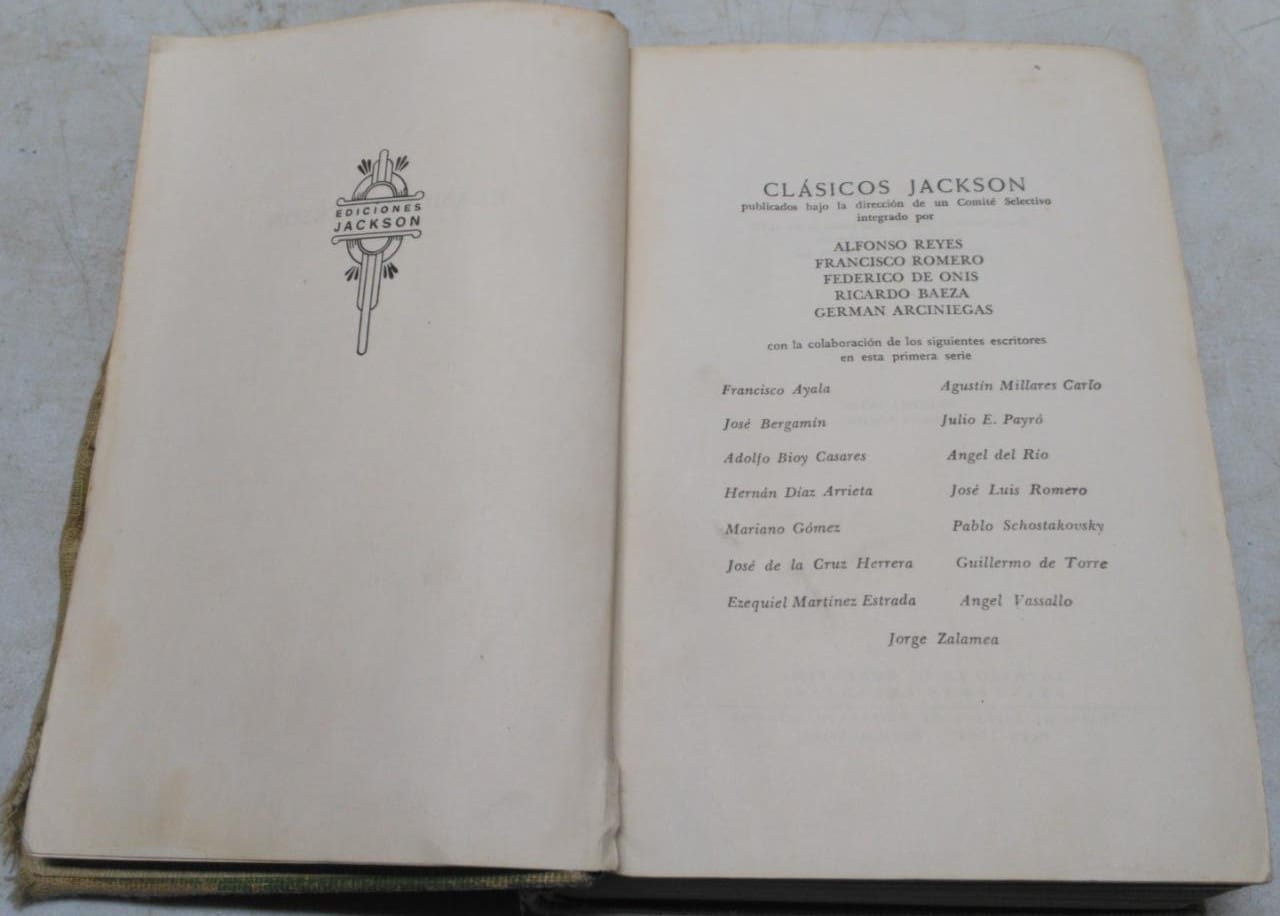 EDICIONES
JACKSON
CLÁSICOS JACKSON
publicados bajo la dirección de un Comité Selectivo
integrado por
ALFONSO REYES
FRANCISCO ROMERO
FEDERICO DE ONIS
RICARDO BAEZA
GERMAN ARCINIEGAS
con la colaboración de los siguientes escritores
en esta primera serie
Francisco Ayala Agustín Millares Carlo
José Bergamín Julio E. Payró
Adolfo Bioy Casares Angel del Río
Hernán Díaz Arrieta José Luis Romero
Mariano Gómez Pablo Schostakovsky
José de la Cruz Herrera Guillermo de Torre
Ezequiel Martínez Estrada Angel Vassallo
Jorge Zalamea